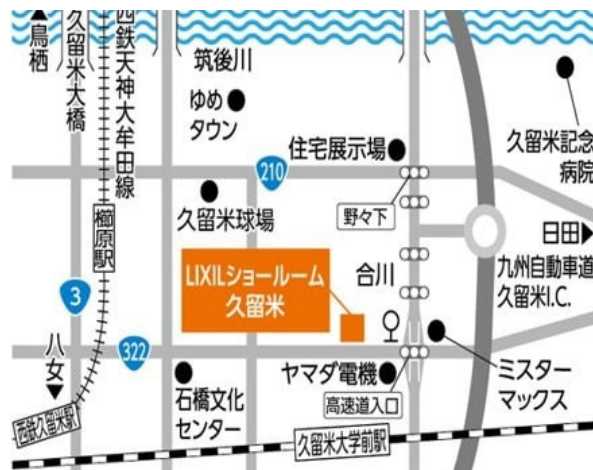 ▲鳥栖
久留米大橋
西鉄天神大牟田線
筑後川
ゆめ
タウン
住宅展示場
久留米記念
病院
210
久留米球場
野々下
櫛原駅
日田▶
九州自動車道
久留米I.C.
LIXILショールーム
久留米
合川
3
322
八女▼
石橋文化
センター
ヤマダ電機
高速道入口
ミスター
マックス
西鉄久留米駅
久留米大学前駅